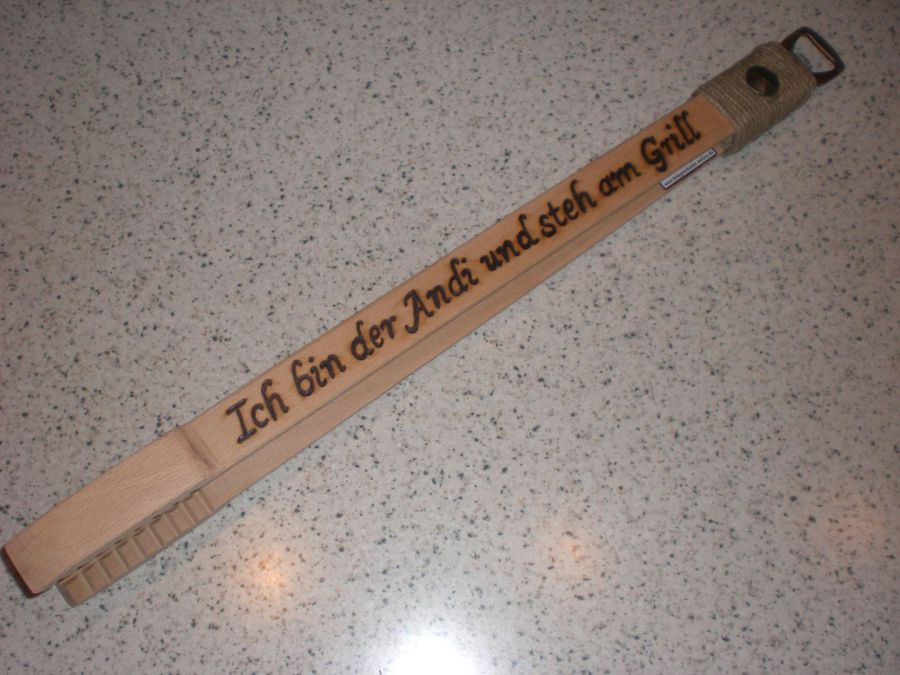 Ich bin der Andi und steh am Grill